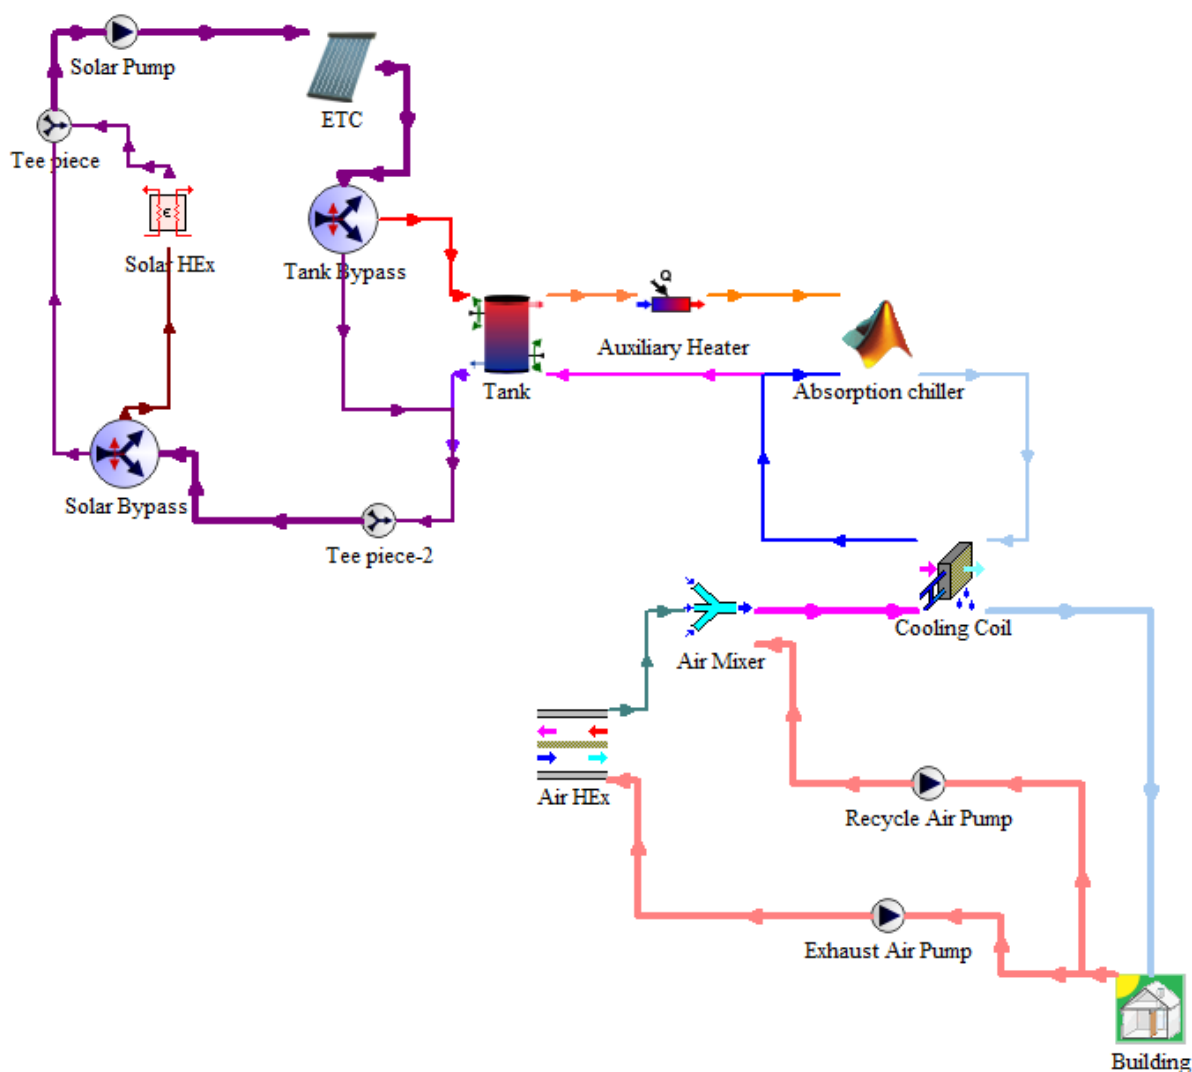 Solar Pump
ETC
Tee piece
ε
Solar HEx
Tank Bypass
Q
Auxiliary Heater
Tank
Absorption chiller
Solar Bypass
Tee piece-2
Cooling Coil
Air Mixer
Air HEx
Recycle Air Pump
Exhaust Air Pump
Building